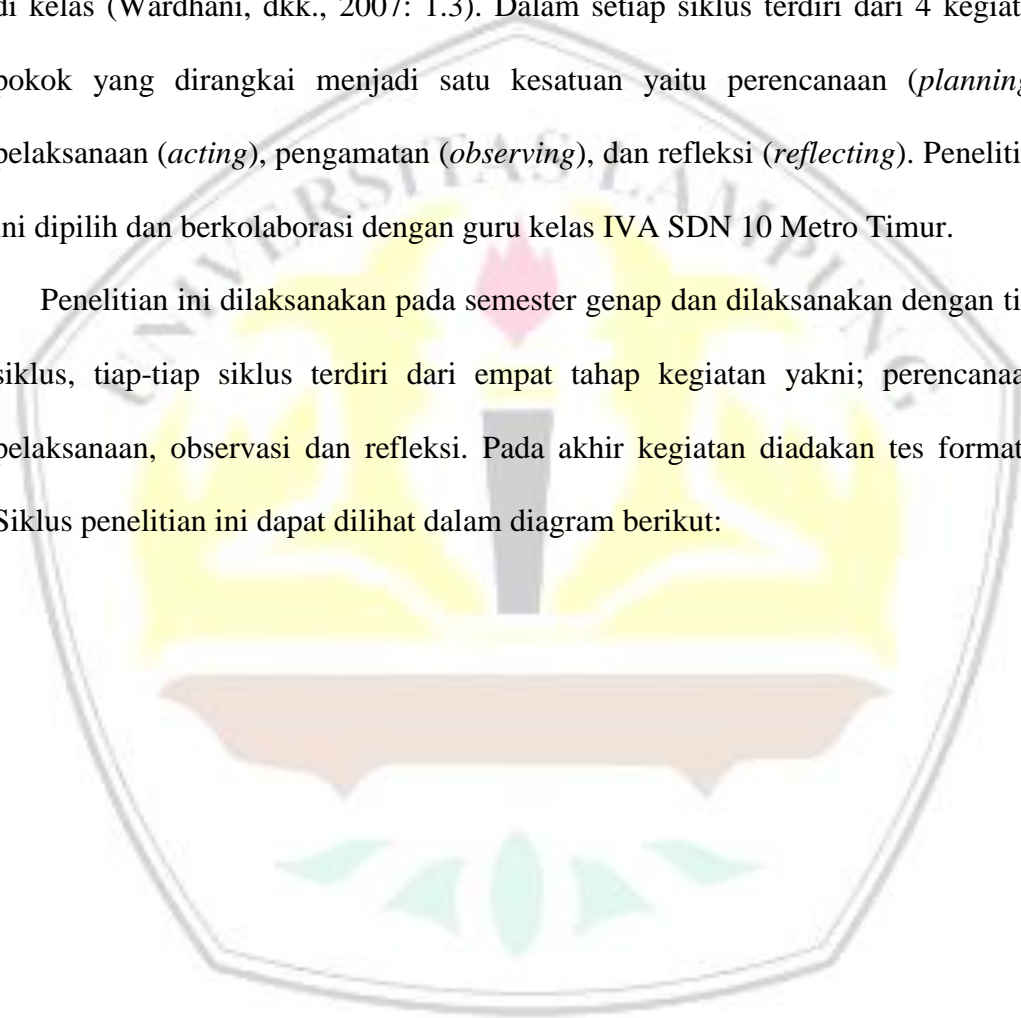 di kelas (Wardhani, dkk., 2007: 1.3). Dalam setiap siklus terdiri dari 4 kegiat
pokok yang dirangkai menjadi satu kesatuan yaitu perencanaan (planning
pelaksanaan (acting), pengamatan (observing), dan refleksi (reflecting). Peneliti
ini dipilih dan berkolaborasi dengan guru kelas IVA SDN 10 Metro Timur.
Penelitian ini dilaksanakan pada semester genap dan dilaksanakan dengan ti
siklus, tiap-tiap siklus terdiri dari empat tahap kegiatan yakni; perencanaa
pelaksanaan, observasi dan refleksi. Pada akhir kegiatan diadakan tes format
Siklus penelitian ini dapat dilihat dalam diagram berikut:
UNIVERSITAS LAMPUNG